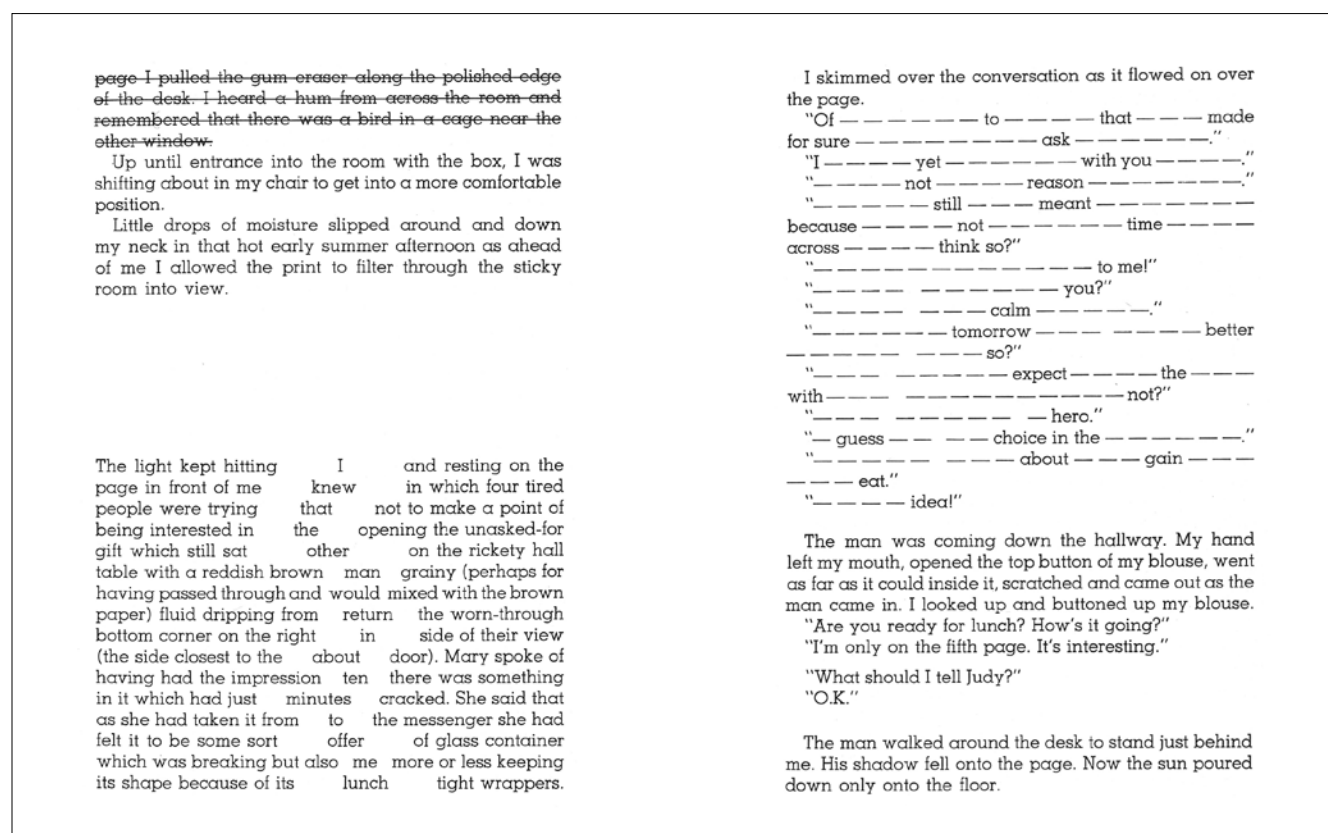 page I pulled the gum eraser along the polished edge
of the desk. I heard a hum from across the room and
remembered that there was a bird in a cage near the
other window.
Up until entrance into the room with the box, I was
shifting about in my chair to get into a more comfortable
position.
Little drops of moisture slipped around and down
my neck in that hot early summer afternoon as ahead
of me I allowed the print to filter through the sticky
room into view.
The light kept hitting I and resting on the
page in front of me knew in which four tired
people were trying that not to make a point of
being interested in the opening the unasked-for
gift which still sat other on the rickety hall
table with a reddish brown man grainy (perhaps for
having passed through and would mixed with the brown
paper) fluid dripping from return the worn-through
bottom corner on the right in side of their view
(the side closest to the about door). Mary spoke of
having had the impression ten there was something
in it which had just minutes cracked. She said that
as she had taken it from to the messenger she had
felt it to be some sort offer of glass container
which was breaking but also me more or less keeping
its shape because of its lunch tight wrappers.
I skimmed over the conversation as it flowed on over
the page.
"Of — — — — — — to — — — — that — — — made
for sure — — — — — — — — ask — — — — — —."
"I — — — — yet — — — — — — with you — — — —."
"— — — — not — — — — reason — — — — — — —."
"— — — — — still — — — meant — — — — — — —
because — — — — not — — — — — — time — — — —
across — — — — think so?"
"— — — — — — — — — — — — to me!"
"— — — — — — — — — — you?"
"— — — — — — — calm — — — — —."
"— — — — — — tomorrow — — — — — — — better
— — — — — — — — so?"
"— — — — — — — — expect — — — — the — — —
with — — — — — — — — — — — — — not?"
"— — — — — — — — — hero."
"— guess — — — — choice in the — — — — — —."
"— — — — — — — — about — — — gain — — —
— — — eat."
"— — — — idea!"
The man was coming down the hallway. My hand
left my mouth, opened the top button of my blouse, went
as far as it could inside it, scratched and came out as the
man came in. I looked up and buttoned up my blouse.
"Are you ready for lunch? How's it going?"
"I'm only on the fifth page. It's interesting."
"What should I tell Judy?"
"O.K."
The man walked around the desk to stand just behind
me. His shadow fell onto the page. Now the sun poured
down only onto the floor.